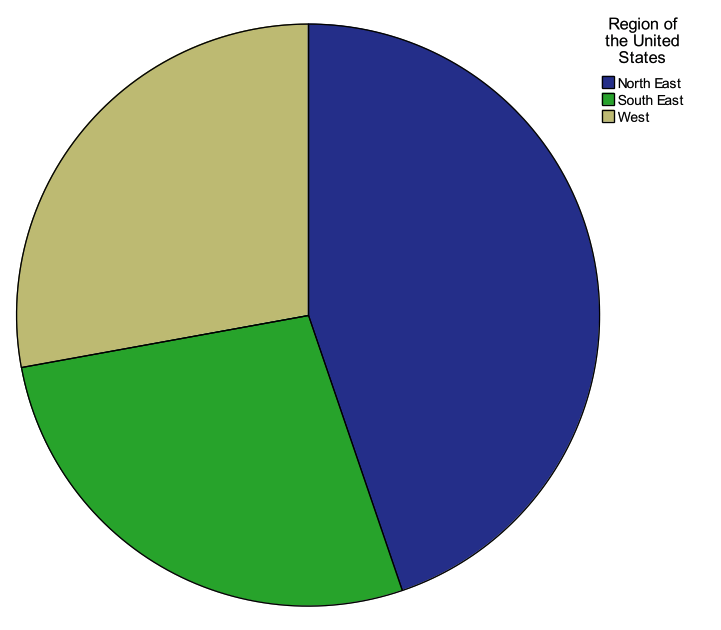 Region of
the United
States
North East
South East
West